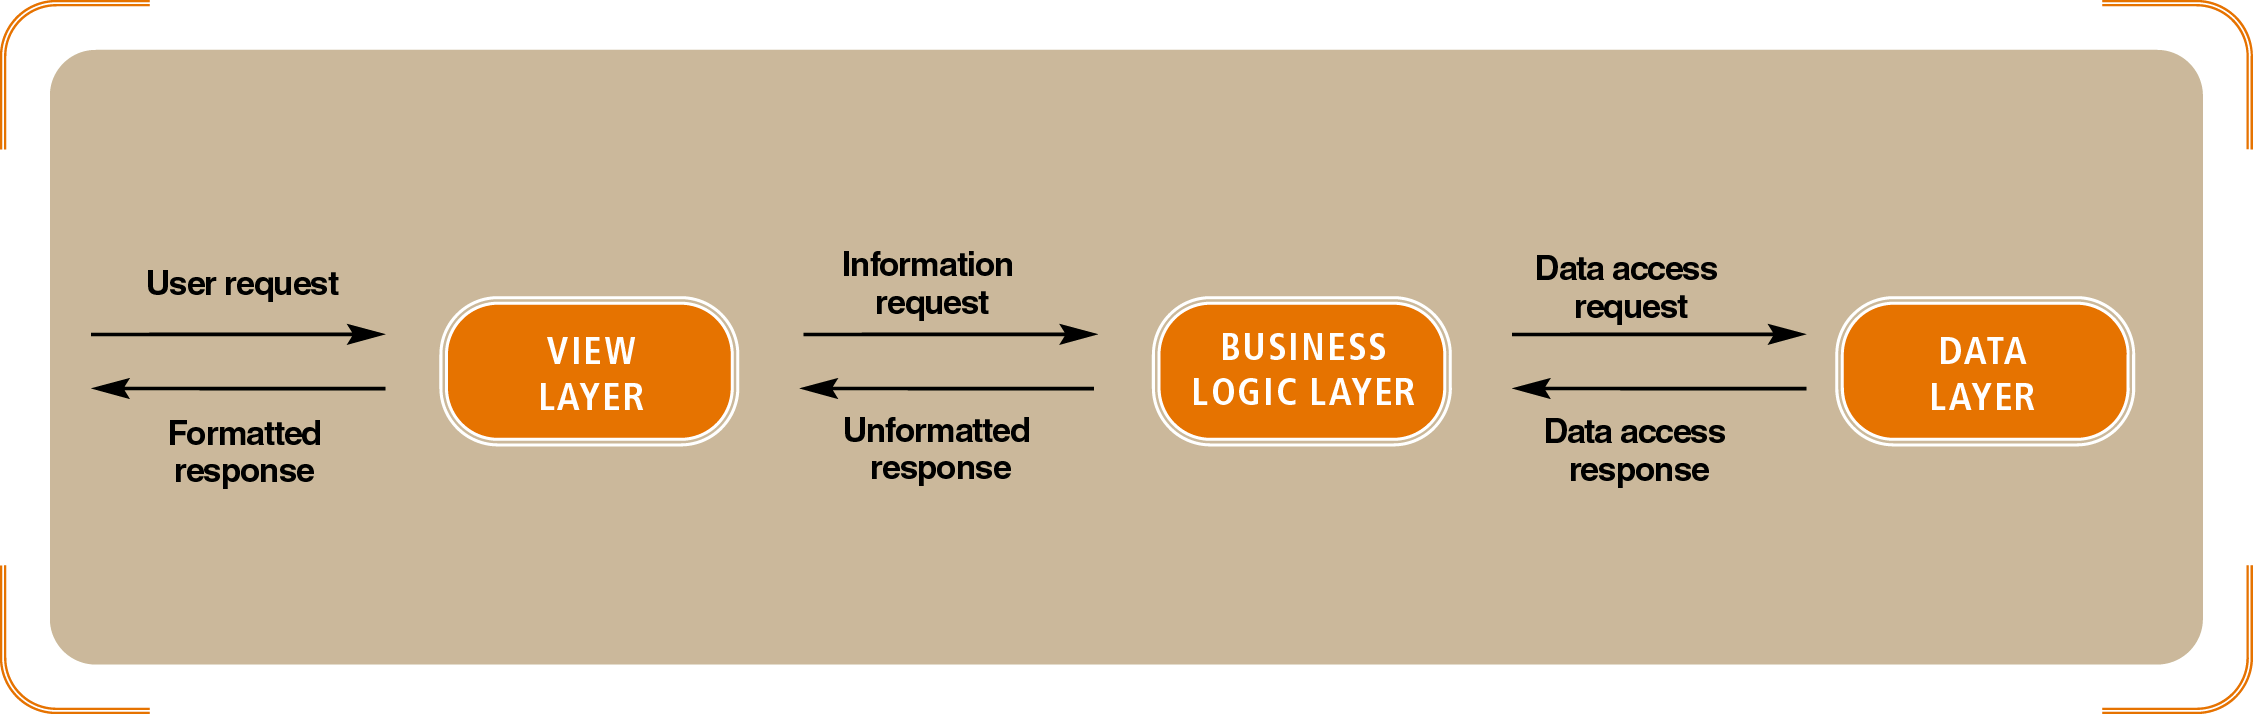 User request
Formatted
response
VIEW
LAYER
Information
request
Unformatted
response
BUSINESS
LOGIC LAYER
Data access
request
Data access
response
DATA
LAYER